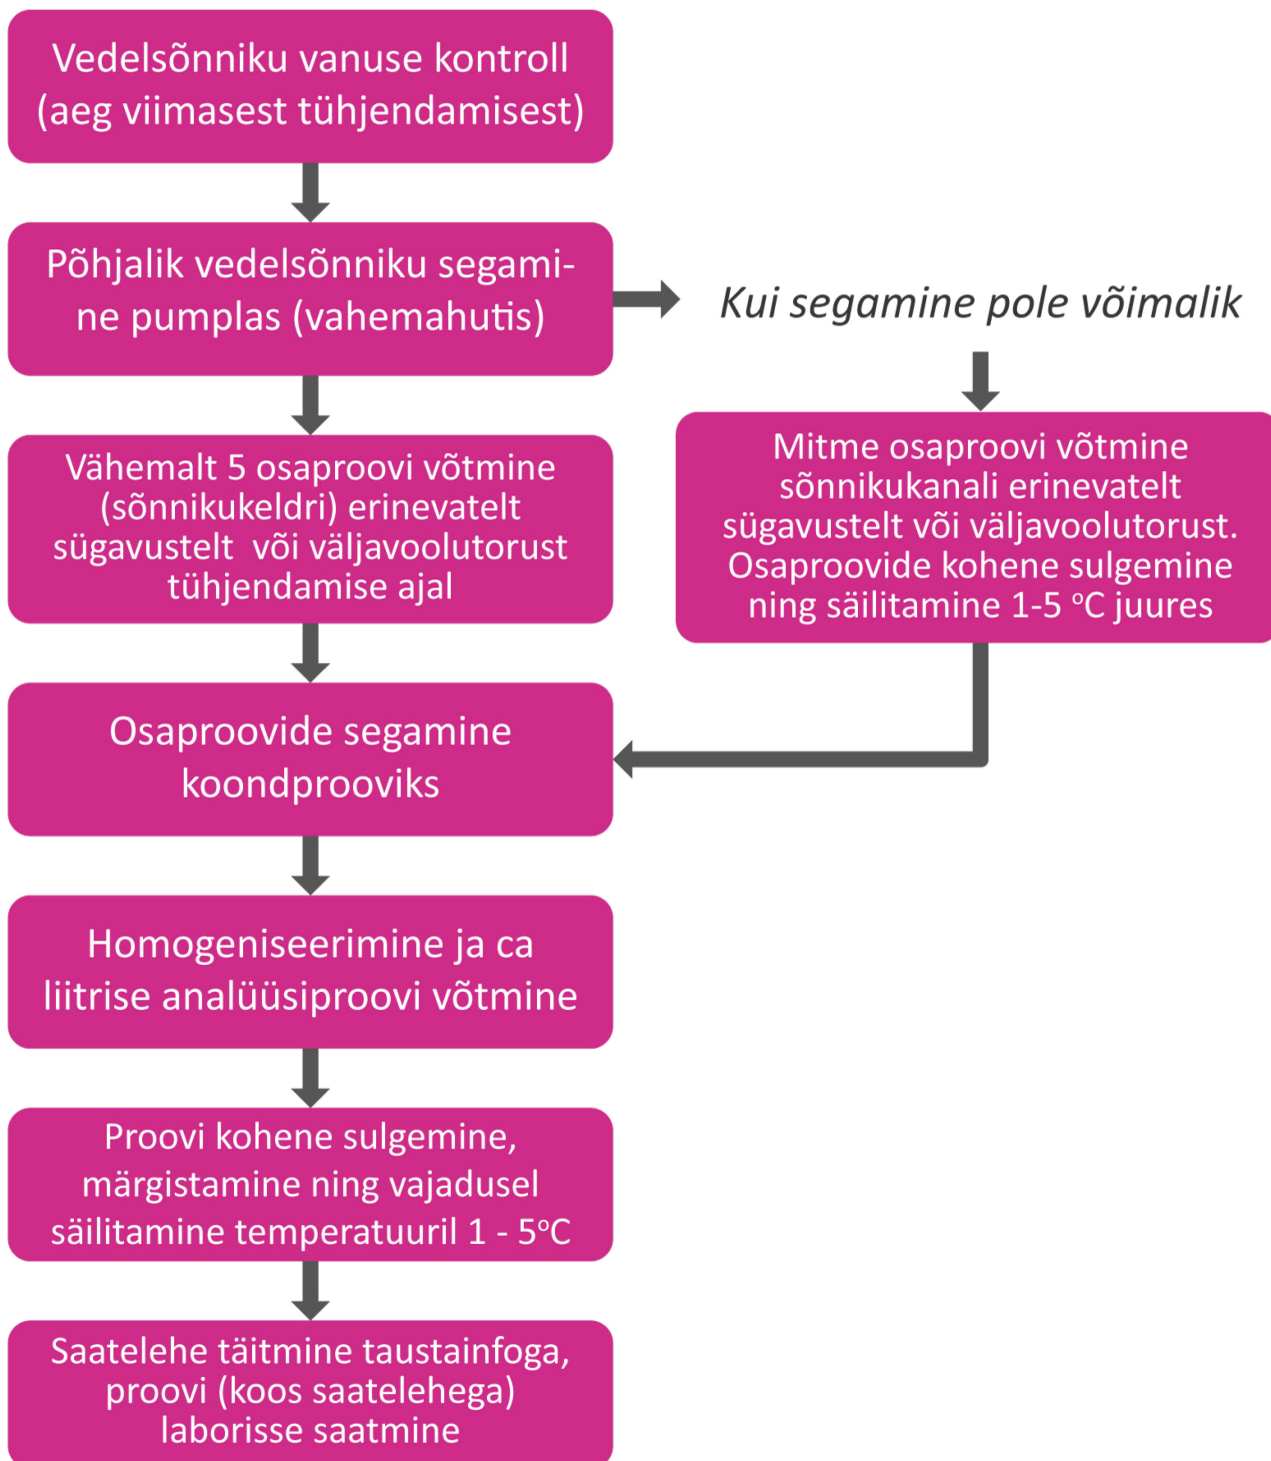 Vedelsõnniku vanuse kontroll
(aeg viimasest tühjendamisest)
Põhjalik vedelsõnniku segami-
ne pumplas (vahemahutis)
Kui segamine pole võimalik
Vähemalt 5 osaproovi võtmine
(sõnnikukeldri) erinevatelt
sügavustelt või väljavoolutorust
tühjendamise ajal
Mitme osaproovi võtmine
sõnnikukanali erinevatelt
sügavustelt või väljavoolutorust.
Osaproovide kohene sulgemine
ning säilitamine 1-5 °C juures
Osaproovide segamine
koondprooviks
Homogeniseerimine ja ca
liitrise analüüsiproovi võtmine
Proovi kohene sulgemine,
märgistamine ning vajadusel
säilitamine temperatuuril 1 - 5°C
Saatelehe täitmine taustainfoga,
proovi (koos saatelehega)
laborisse saatmine